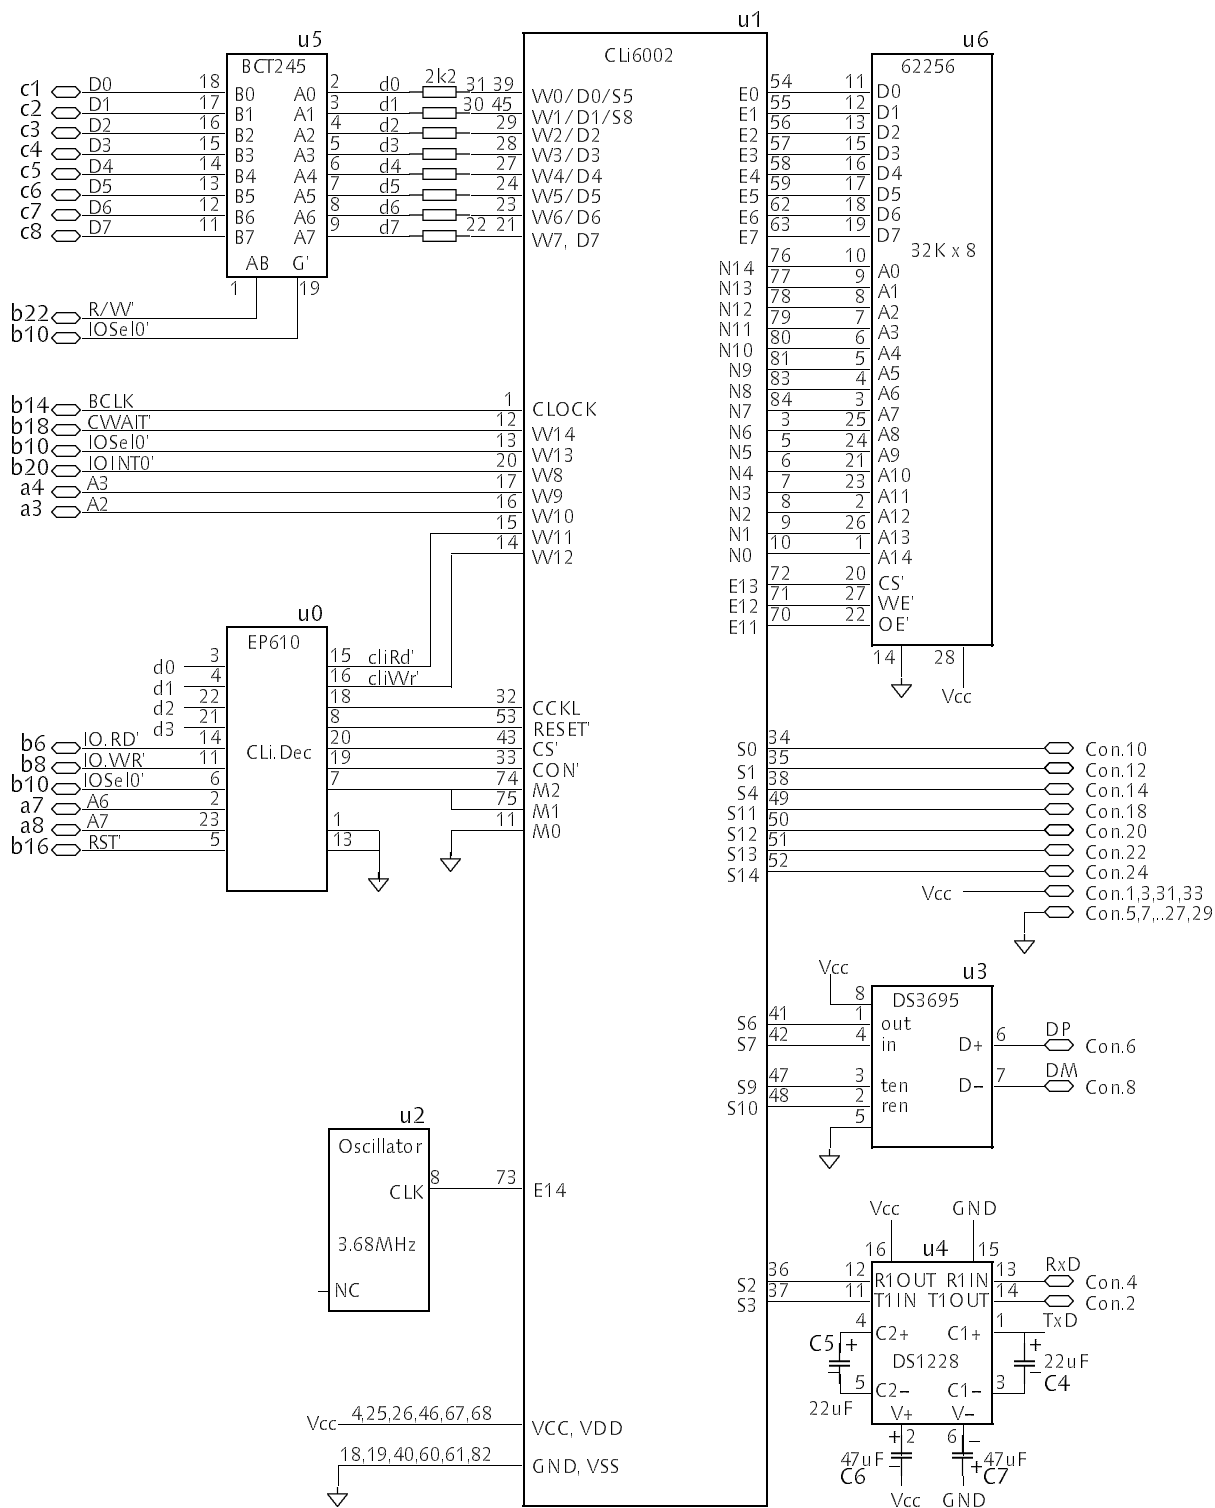 u1
u5
u6
BCT245
CLi6002
62256
c1 D0 18 B0 A0 2 d0 2k2 31 39 W0/D0/S5
c2 D1 17 B1 A1 3 d1 30 45 W1/D1/S8
c3 D2 16 B2 A2 4 d2 29 W2/D2
c4 D3 15 B3 A3 5 d3 28 W3/D3
c5 D4 14 B4 A4 6 d4 27 W4/D4
c6 D5 13 B5 A5 7 d5 24 W5/D5
c7 D6 12 B6 A6 8 d6 23 W6/D6
c8 D7 11 B7 A7 9 d7 22 21 W7, D7
AB G'
1 19
b22 R/W'
b10 IOSel0'
E0 54 11 D0
E1 55 12 D1
E2 56 13 D2
E3 57 15 D3
E4 58 16 D4
E5 59 17 D5
E6 62 18 D6
E7 63 19 D7
32K x 8
N14 76 10 A0
N13 77 9 A1
N12 78 8 A2
N11 79 7 A3
N10 80 6 A4
N9 81 5 A5
N8 83 4 A6
N7 84 3 A7
N6 3 25 A8
N5 5 24 A9
N4 6 21 A10
N3 7 23 A11
N2 8 2 A12
N1 9 26 A13
N0 10 1 A14
E13 72 20 CS'
E12 71 27 WE'
E11 70 22 OE'
14 28
Vcc
b14 BCLK 1 CLOCK
b18 CWAIT' 12 W14
b10 IOSel0' 13 W13
b20 IOINT0' 20 W8
a4 A3 17 W9
a3 A2 16 W10
15 W11
14 W12
u0
EP610
d0 3 15 cliRd'
d1 4 16 cliWr'
d2 22 18 32 CCKL
d3 21 8 53 RESET'
b6 IO.RD' 14 CLi.Dec 20 43 CS'
b8 IO.WR' 11 19 33 CON'
b10 IOSel0' 6 7 74 M2
a7 A6 2 75 M1
a8 A7 23 1 11 M0
b16 RST' 5 13
S0 34 Con.10
S1 35 Con.12
S4 38 Con.14
S11 49 Con.18
S12 50 Con.20
S13 51 Con.22
S14 52 Con.24
Vcc Con.1,3,31,33
Con.5,7,..27,29
u3
Vcc 8 DS3695
S6 41 1 out
S7 42 4 in D+ 6 DP Con.6
S9 47 3 ten D− 7 DM Con.8
S10 48 2 ren
5
u2
Oscillator
CLK 8 73 E14
3.68MHz
NC
Vcc GND
16 u4 15
S2 36 12 R1OUT R1IN 13 RxD Con.4
S3 37 11 T1IN T1OUT 14 Con.2
TxD
4 C2+ C1+ 1
C5 + DS1228 + 22uF
− − C4
22uF 5 C2− C1− 3
V+ V−
+ 2 6 −
47uF − + 47uF
C6 C7
Vcc GND
Vcc 4,25,26,46,67,68 VCC, VDD
18,19,40,60,61,82 GND, VSS